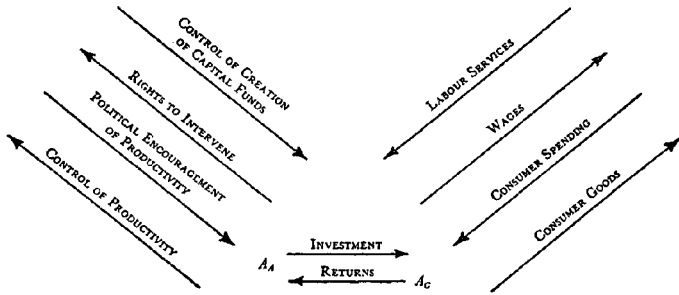 CONTROL OF CREATION
OF CAPITAL FUNDS
RIGHTS TO INTERVENE
POLITICAL ENCOURAGEMENT
OF PRODUCTIVITY
CONTROL OF PRODUCTIVITY
LABOUR SERVICES
WAGES
CONSUMER SPENDING
CONSUMER GOODS
INVESTMENT
A_A
RETURNS
A_G